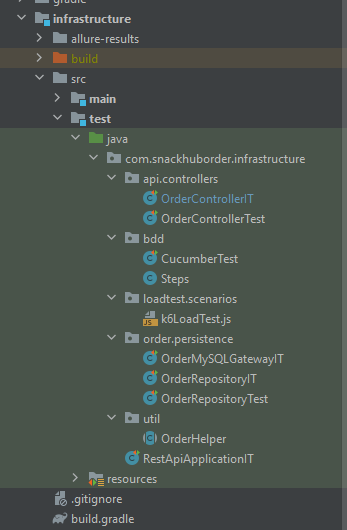 gradle
infrastructure
allure-results
build
src
main
test
java
com.snackhuborder.infrastructure
api.controllers
OrderControllerIT
OrderControllerTest
bdd
CucumberTest
Steps
loadtest.scenarios
k6LoadTest.js
order.persistence
OrderMySQLGatewayIT
OrderRepositoryIT
OrderRepositoryTest
util
OrderHelper
RestApiApplicationIT
resources
.gitignore
build.gradle